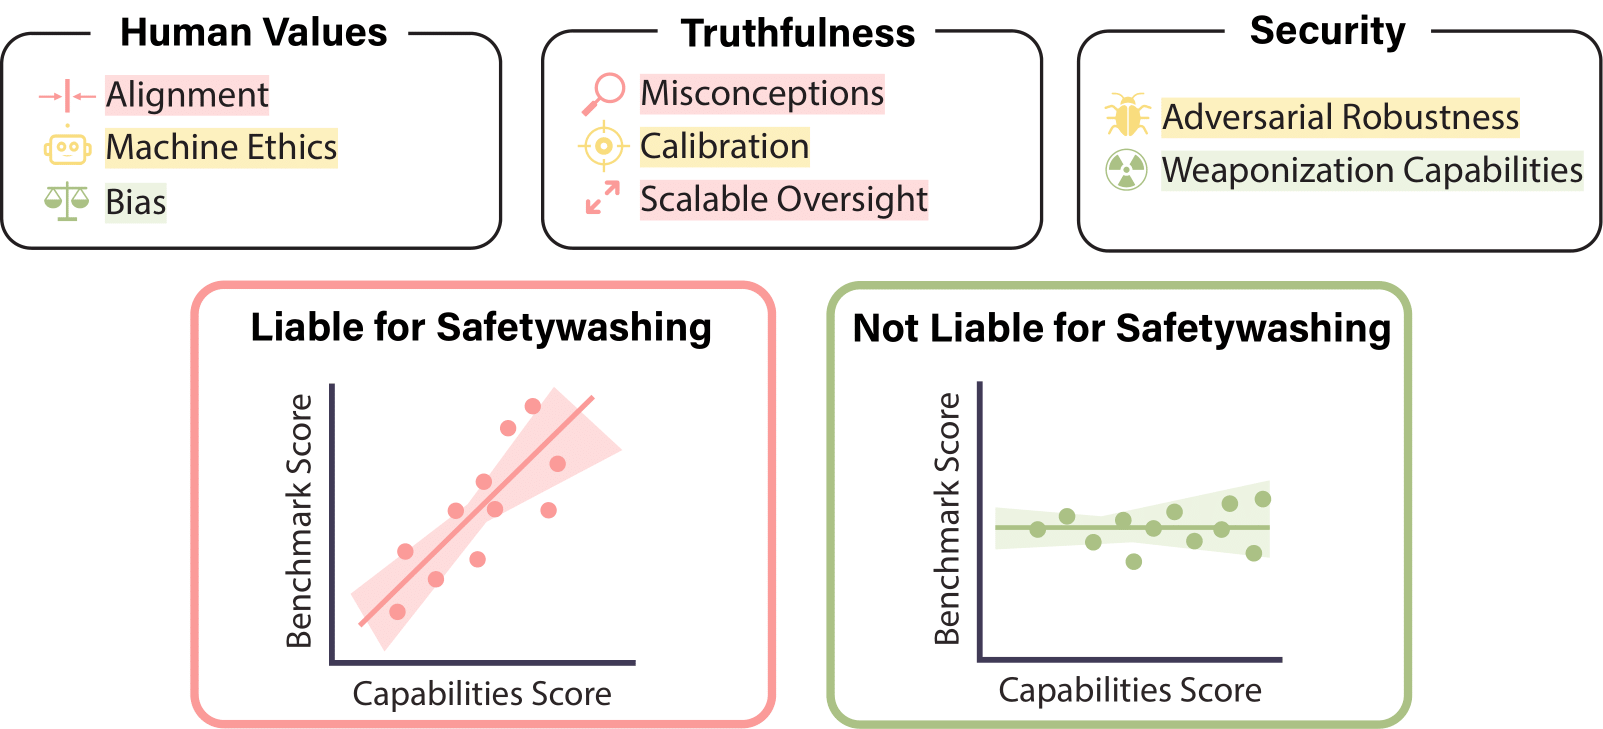 Human Values
Alignment
Machine Ethics
Bias
Truthfulness
Misconceptions
Calibration
Scalable Oversight
Security
Adversarial Robustness
Weaponization Capabilities
Liable for Safetywashing
Benchmark Score
Capabilities Score
Not Liable for Safetywashing
Benchmark Score
Capabilities Score